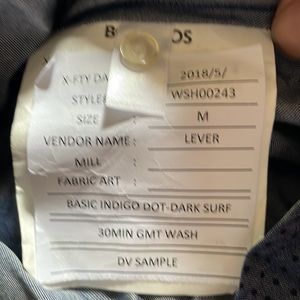 X-FTY DA 2018/5/
STYLE WSH00243
SIZE : M
VENDOR NAME : LEVER
MILL :
FABRIC ART :
BASIC INDIGO DOT-DARK SURF
30MIN GMT WASH
DV SAMPLE